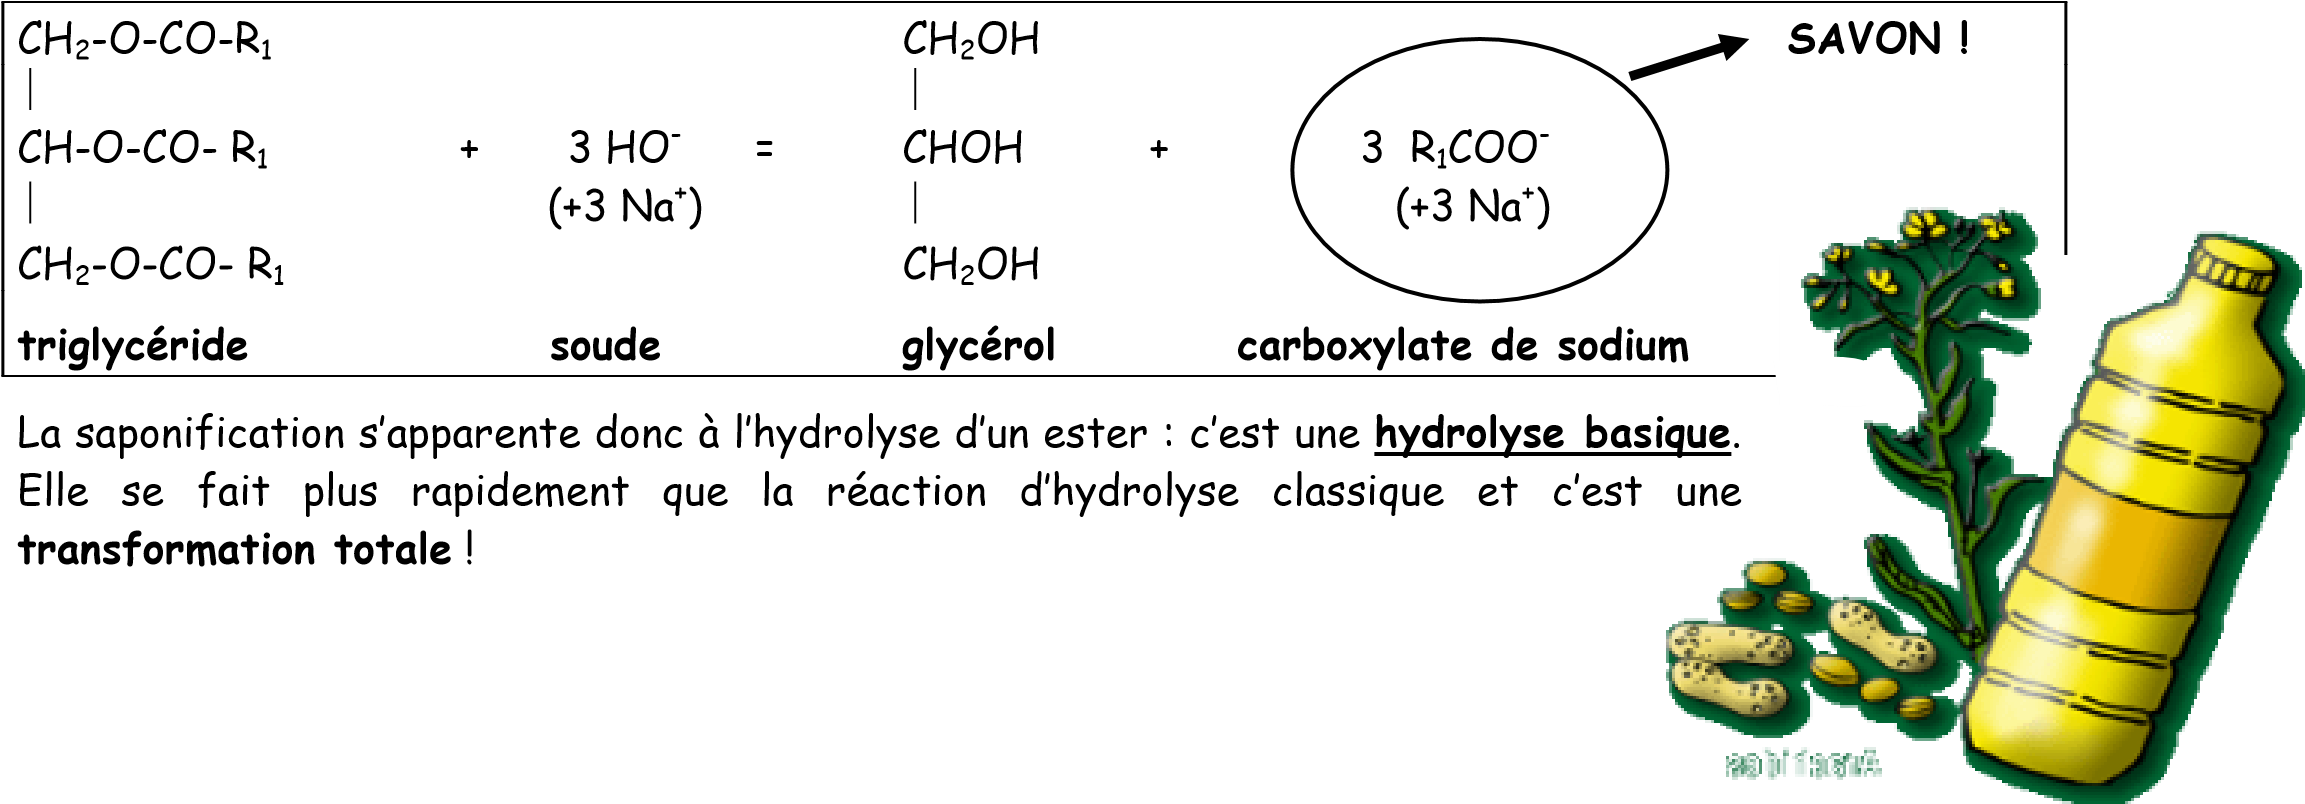 CH₂-O-CO-R₁ CH₂OH SAVON !
| |
CH-O-CO- R₁ + 3 HO⁻ = CHOH + 3 R₁COO⁻
| (+3 Na⁺) | (+3 Na⁺)
CH₂-O-CO- R₁ CH₂OH
triglycéride soude glycérol carboxylate de sodium
La saponification s’apparente donc à l’hydrolyse d’un ester : c’est une hydrolyse basique.
Elle se fait plus rapidement que la réaction d’hydrolyse classique et c’est une
transformation totale !